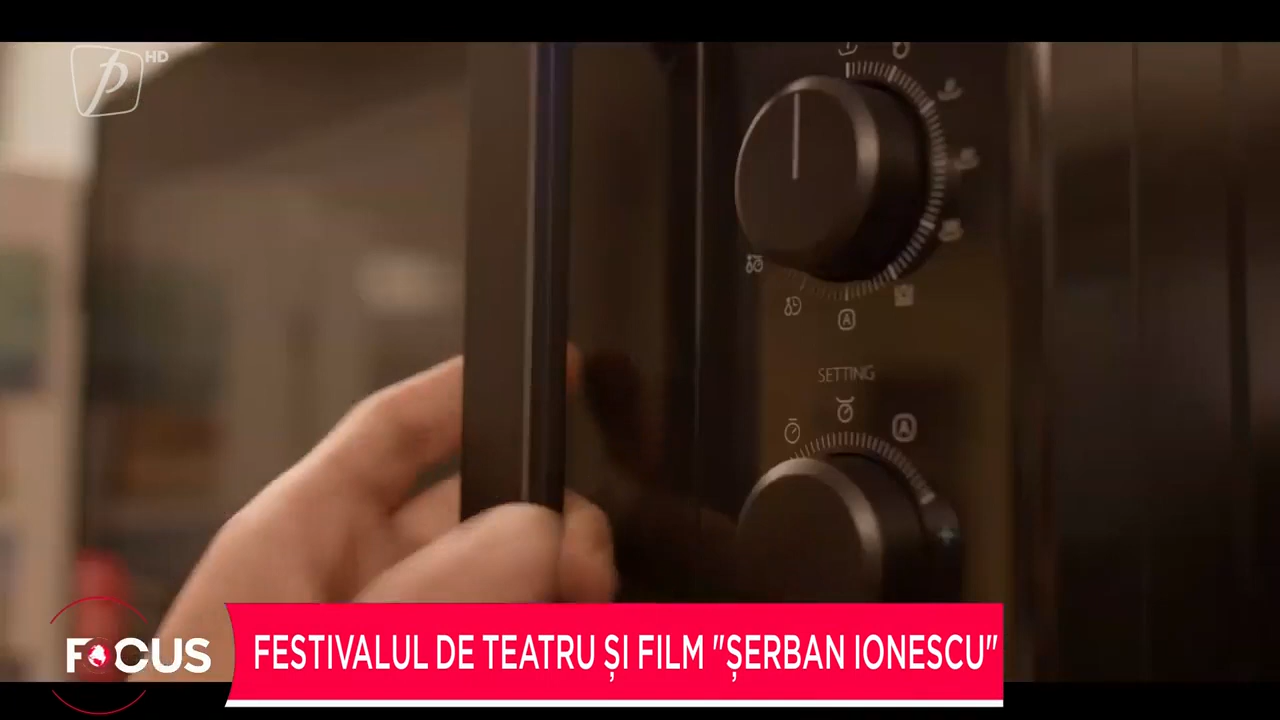 p HD
A
SETTING
FOCUS
FESTIVALUL DE TEATRU ȘI FILM "ȘERBAN IONESCU"